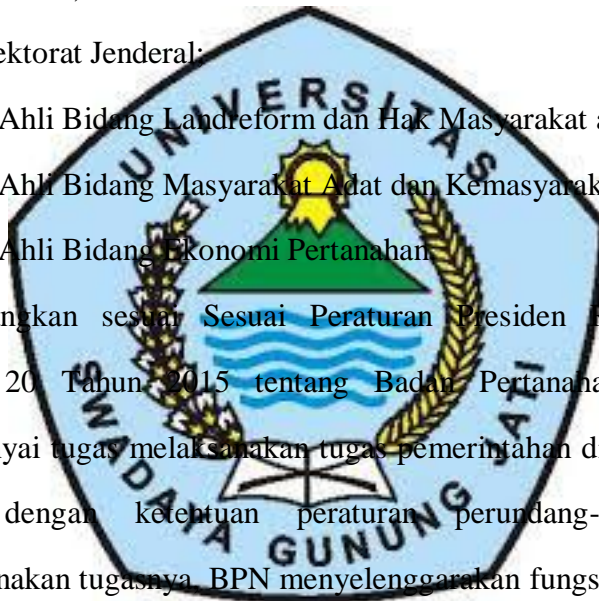 ektorat Jenderal;
Ahli Bidang Landreform dan Hak Masyarakat a
Ahli Bidang Masyarakat Adat dan Kemasyarak
Ahli Bidang Ekonomi Pertanahan.
ngkan sesuai Sesuai Peraturan Presiden
20 Tahun 2015 tentang Badan Pertanaha
yai tugas melaksanakan tugas pemerintahan di
dengan ketentuan peraturan perundang-
nakan tugasnya, BPN menyelenggarakan fungs
UNIVERSITAS
SWADAYA GUNUNG JATI